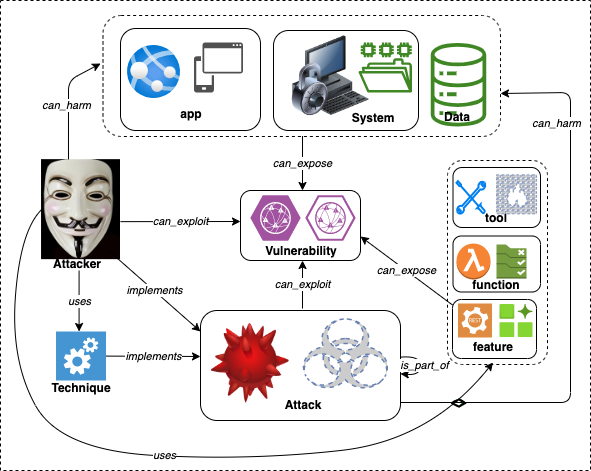 app
System
Data
can_harm
can_harm
can_expose
tool
Attacker
can_exploit
Vulnerability
function
can_expose
can_exploit
uses
implements
REST
feature
Technique
implements
is_part_of
Attack
uses